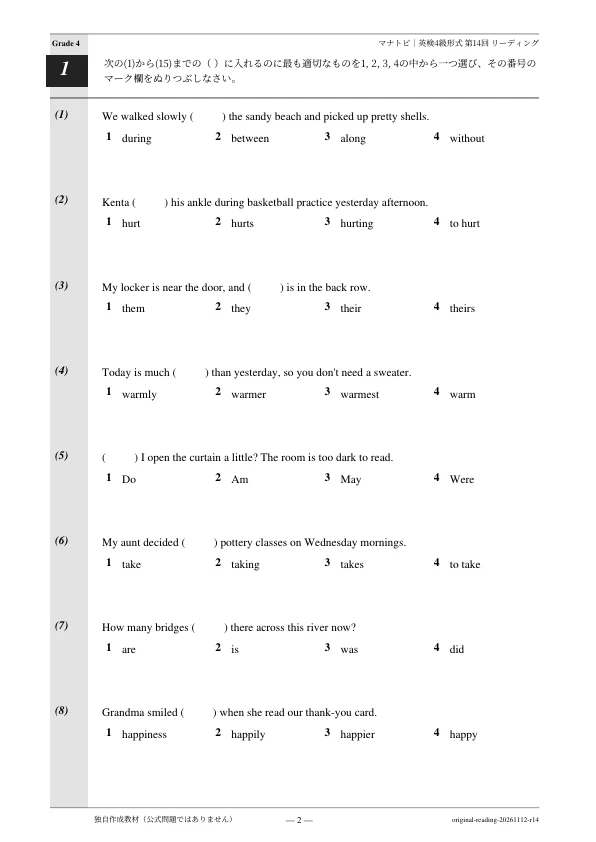 Grade 4
マナトビ｜英検4級形式 第14回 リーディング
1
次の(1)から(15)までの（ ）に入れるのに最も適切なものを1, 2, 3, 4の中から一つ選び、その番号の
マーク欄をぬりつぶしなさい。
(1) We walked slowly (          ) the sandy beach and picked up pretty shells.
1 during 2 between 3 along 4 without
(2) Kenta (          ) his ankle during basketball practice yesterday afternoon.
1 hurt 2 hurts 3 hurting 4 to hurt
(3) My locker is near the door, and (          ) is in the back row.
1 them 2 they 3 their 4 theirs
(4) Today is much (          ) than yesterday, so you don't need a sweater.
1 warmly 2 warmer 3 warmest 4 warm
(5) (          ) I open the curtain a little? The room is too dark to read.
1 Do 2 Am 3 May 4 Were
(6) My aunt decided (          ) pottery classes on Wednesday mornings.
1 take 2 taking 3 takes 4 to take
(7) How many bridges (          ) there across this river now?
1 are 2 is 3 was 4 did
(8) Grandma smiled (          ) when she read our thank-you card.
1 happiness 2 happily 3 happier 4 happy
独自作成教材（公式問題ではありません）
— 2 —
original-reading-20261112-r14